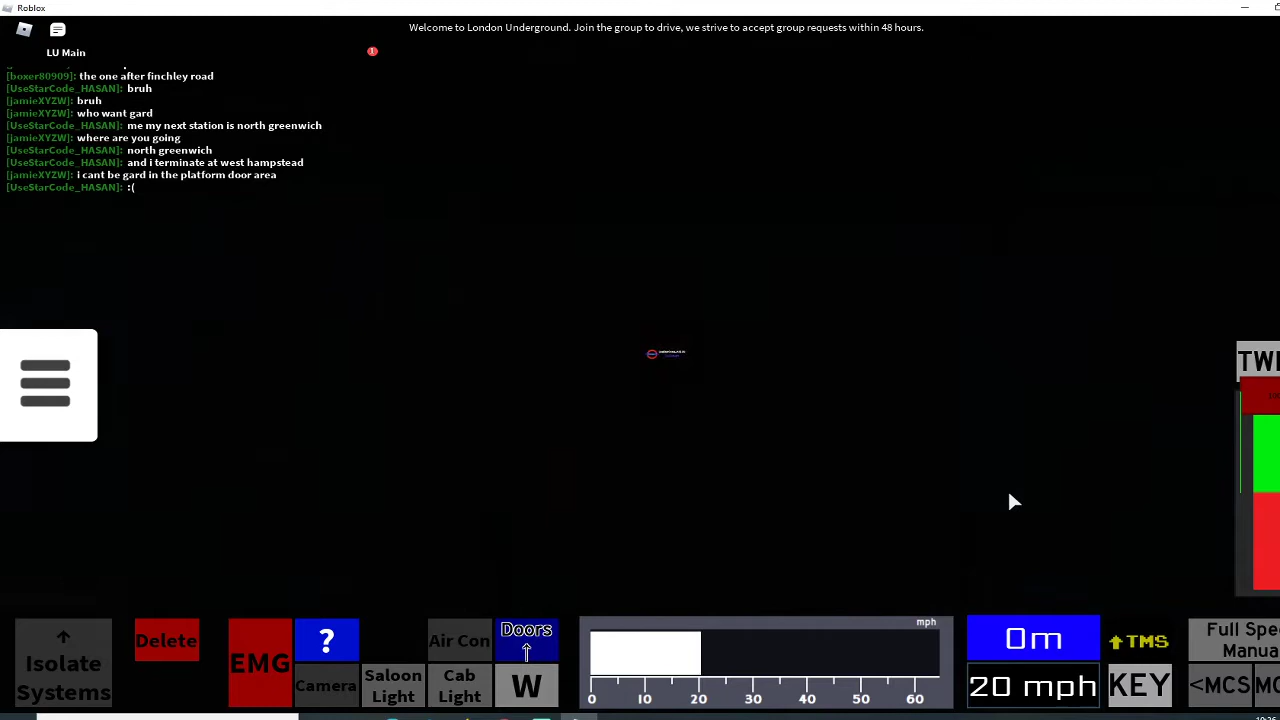 Roblox
Welcome to London Underground. Join the group to drive, we strive to accept group requests within 48 hours.
LU Main
1
[boxer80909]: the one after finchley road
[UseStarCode_HASAN]: bruh
[jamieXYZW]: bruh
[jamieXYZW]: who want gard
[UseStarCode_HASAN]: me my next station is north greenwich
[jamieXYZW]: where are you going
[UseStarCode_HASAN]: north greenwich
[UseStarCode_HASAN]: and i terminate at west hampstead
[jamieXYZW]: i cant be gard in the platform door area
[UseStarCode_HASAN]: :(
↑
Isolate
Systems
Delete
EMG
?
Camera
Saloon
Light
Air Con
Cab
Light
Doors
↑
W
mph
0 10 20 30 40 50 60
0m
20 mph
↑TMS
KEY
Full Spe
Manua
<MCS